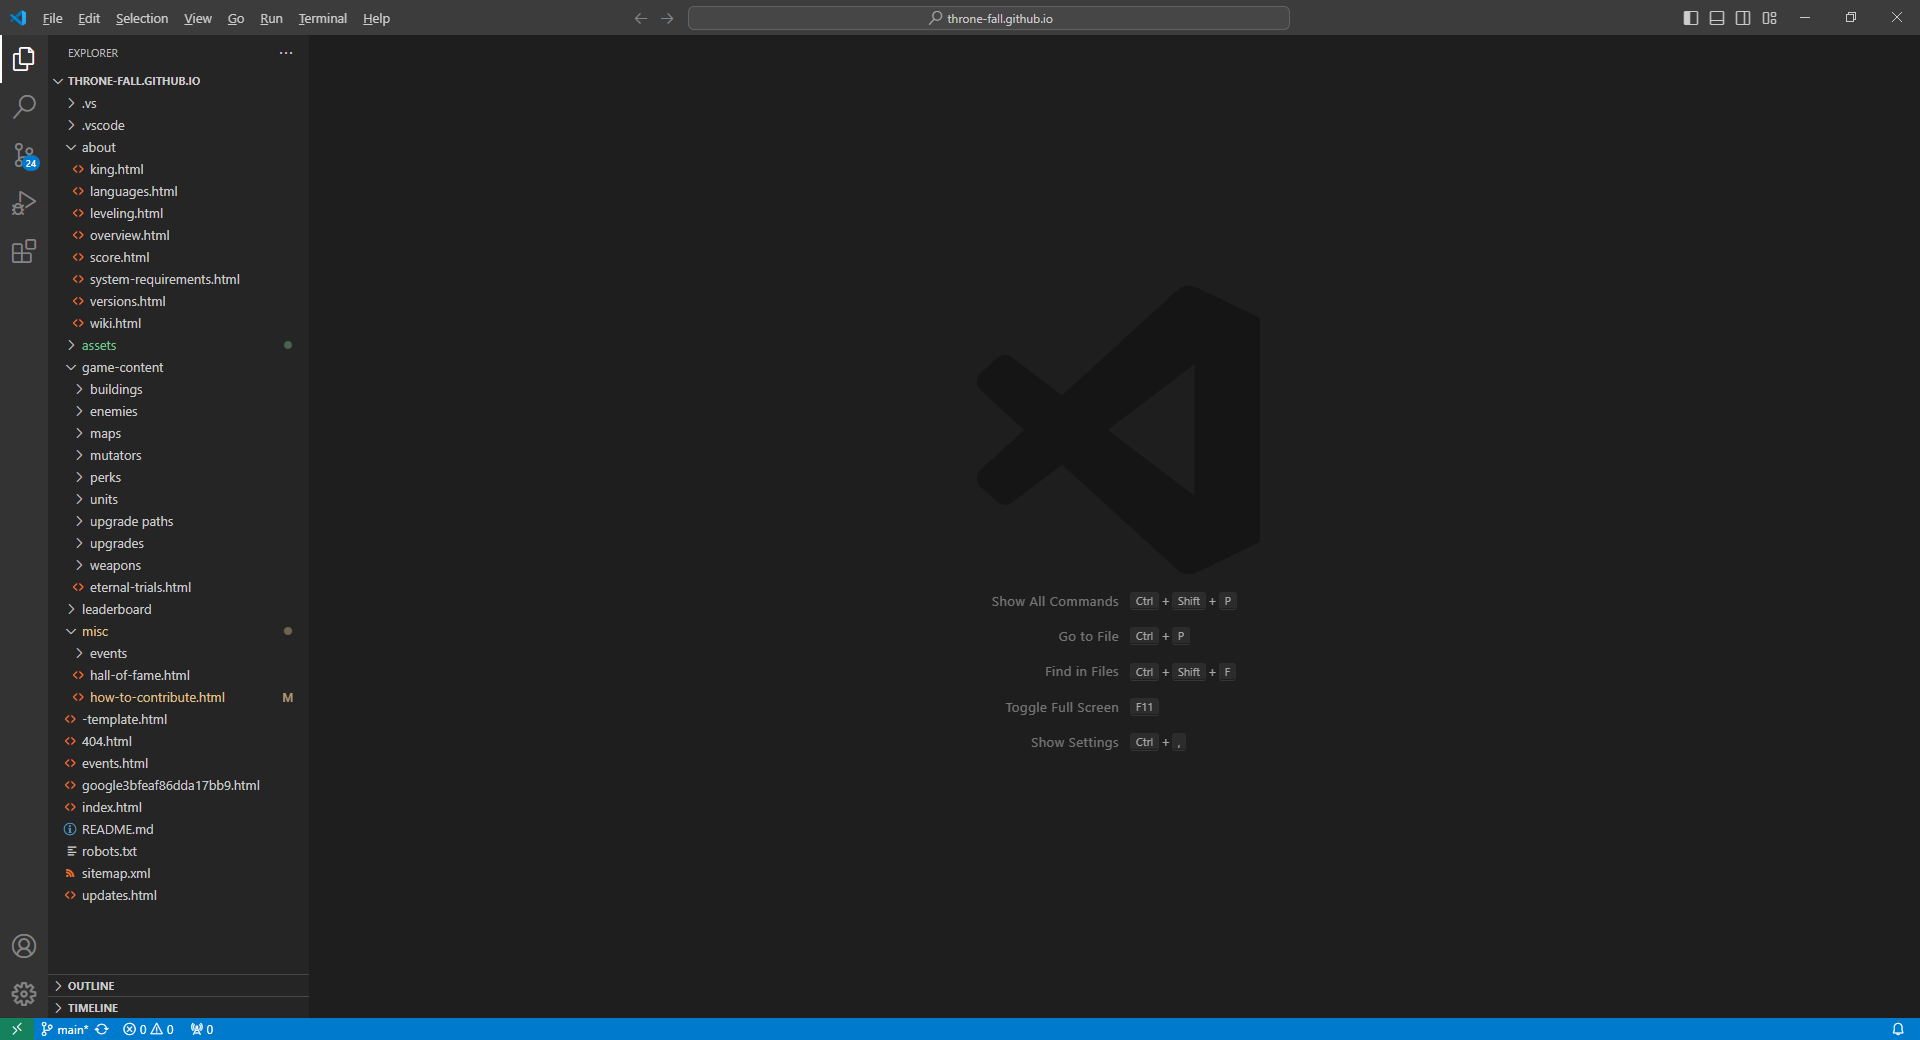 File Edit Selection View Go Run Terminal Help
throne-fall.github.io
EXPLORER
THRONE-FALL.GITHUB.IO
.vs
.vscode
about
king.html
languages.html
leveling.html
overview.html
score.html
system-requirements.html
versions.html
wiki.html
assets
game-content
buildings
enemies
maps
mutators
perks
units
upgrade paths
upgrades
weapons
eternal-trials.html
leaderboard
misc
events
hall-of-fame.html
how-to-contribute.html M
-template.html
404.html
events.html
google3bfeaf86dda17bb9.html
index.html
README.md
robots.txt
sitemap.xml
updates.html
OUTLINE
TIMELINE
24
Show All Commands Ctrl + Shift + P
Go to File Ctrl + P
Find in Files Ctrl + Shift + F
Toggle Full Screen F11
Show Settings Ctrl + ,
main* 0 0 0